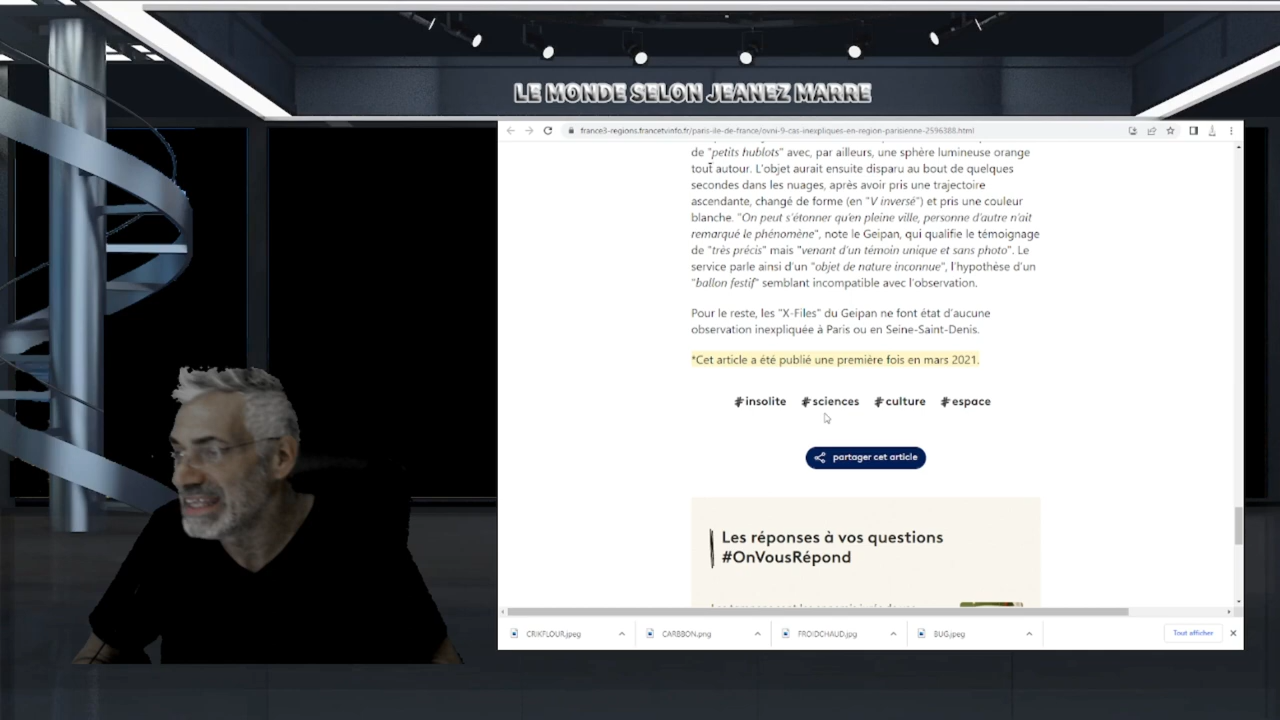 LE MONDE SELON JEANEZ MARRE
france3-regions.francetvinfo.fr/paris-ile-de-france/ovni-9-cas-inexpliques-en-region-parisienne-2596388.html
de "petits hublots" avec, par ailleurs, une sphère lumineuse orange
tout autour. L'objet aurait ensuite disparu au bout de quelques
secondes dans les nuages, après avoir pris une trajectoire
ascendante, changé de forme (en "V inversé") et pris une couleur
blanche. "On peut s'étonner qu'en pleine ville, personne d'autre n'ait
remarqué le phénomène", note le Geipan, qui qualifie le témoignage
de "très précis" mais "venant d'un témoin unique et sans photo". Le
service parle ainsi d'un "objet de nature inconnue", l'hypothèse d'un
"ballon festif" semblant incompatible avec l'observation.
Pour le reste, les "X-Files" du Geipan ne font état d'aucune
observation inexpliquée à Paris ou en Seine-Saint-Denis.
*Cet article a été publié une première fois en mars 2021.
#insolite #sciences #culture #espace
partager cet article
Les réponses à vos questions
#OnVousRépond
CRIKFLOUR.jpeg CARBBON.png FROIDCHAUD.jpg BUG.jpeg Tout afficher